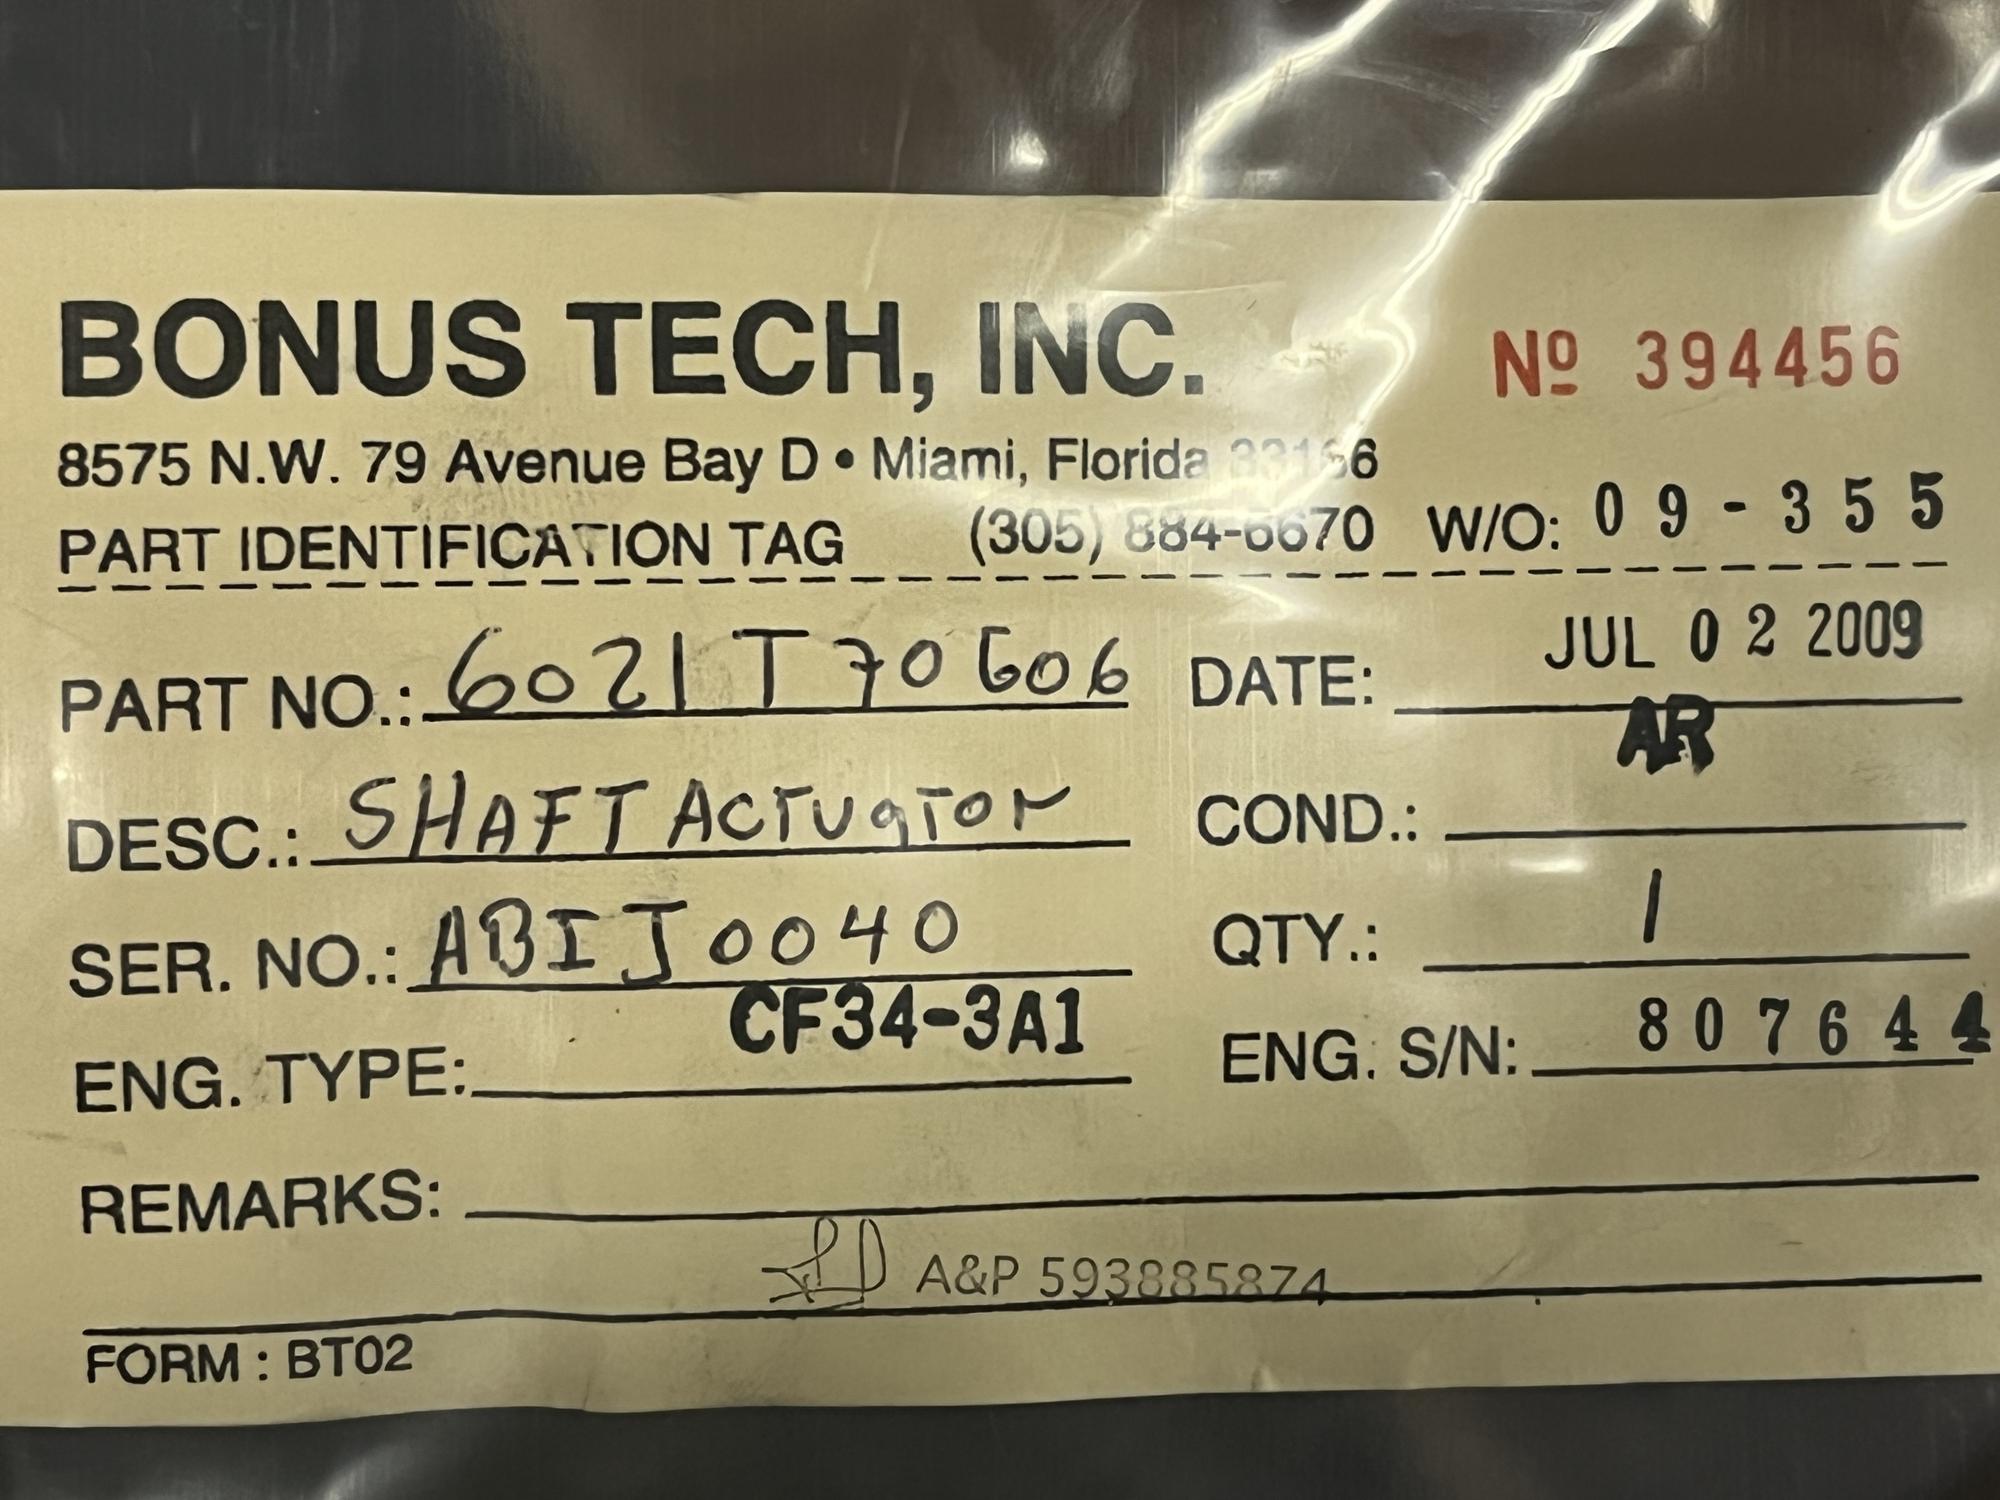 BONUS TECH, INC.
Nº 394456
8575 N.W. 79 Avenue Bay D • Miami, Florida 33166
PART IDENTIFICATION TAG (305) 884-6670 W/O: 09-355
PART NO.: 6021T70G06 DATE: JUL 02 2009
DESC.: SHAFT Actuator COND.: AR
SER. NO.: ABIJ0040 QTY.: 1
ENG. TYPE: CF34-3A1 ENG. S/N: 807644
REMARKS:
A&P 593885874
FORM : BT02